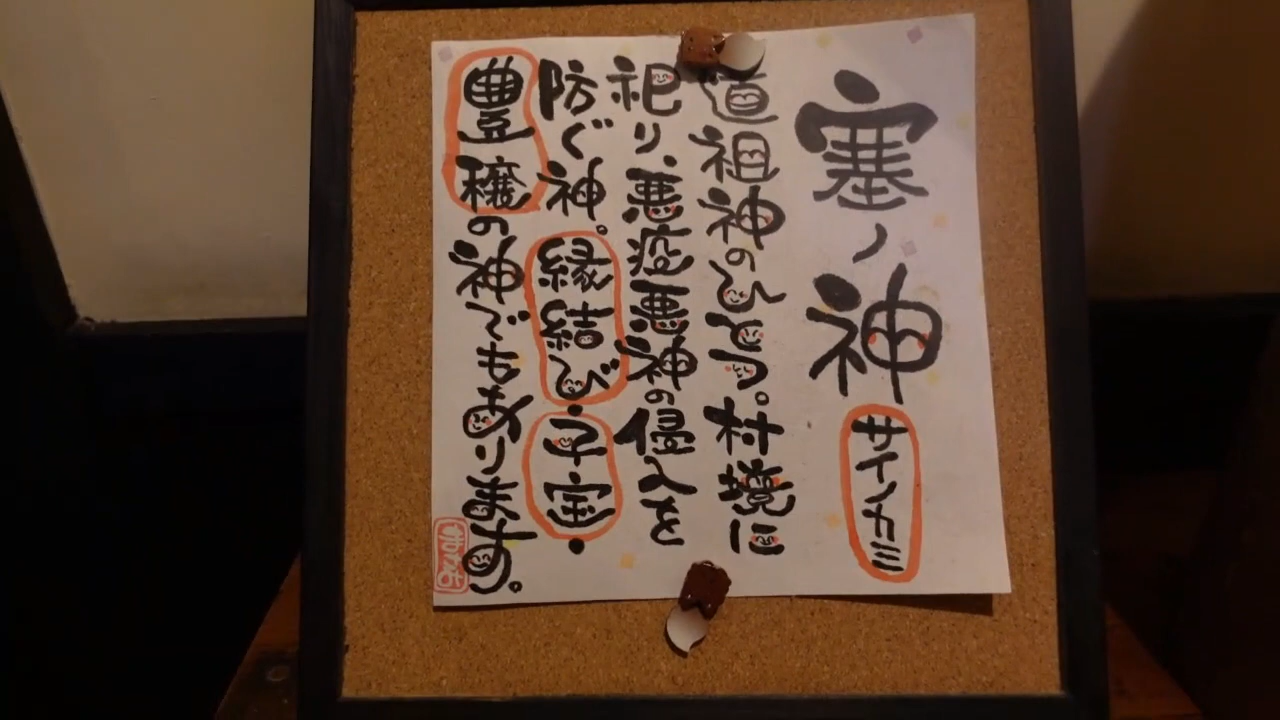 塞ノ神
サイノカミ
道祖神のひとつ。村境に
祀り、悪疫悪神の侵入を
防ぐ神。縁結び・子宝・
豊穣の神でもあります。